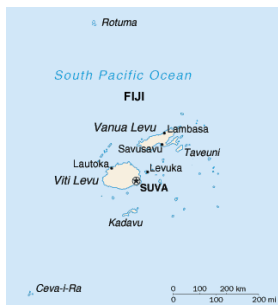 Rotuma
South Pacific Ocean
FIJI
Vanua Levu
Lambasa
Savusavu
Taveuni
Lautoka
Levuka
Viti Levu
SUVA
Kadavu
Ceva-i-Ra
0 100 200 km
0 100 200 mi